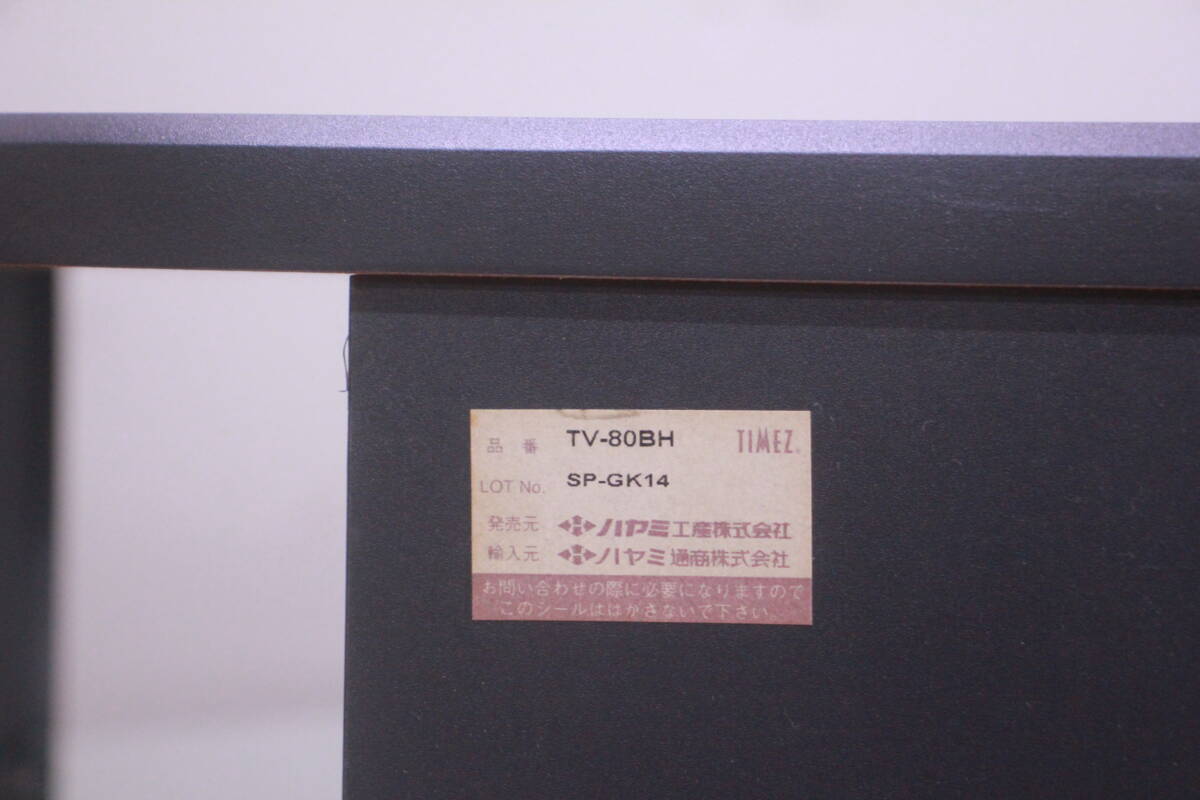 品番 TV-80BH TIMEZ®
LOT No. SP-GK14
発売元 ハヤミ工産株式会社
輸入元 ハヤミ通商株式会社
お問い合わせの際に必要になりますので
このシールははがさないで下さい。